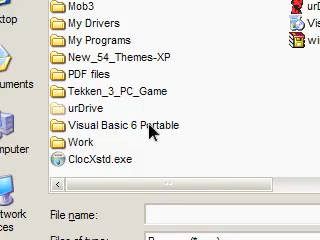 Mob3
My Drivers
My Programs
New_54_Themes-XP
PDF files
Tekken_3_PC_Game
urDrive
Visual Basic 6 Portable
Work
ClocXstd.exe
File name: